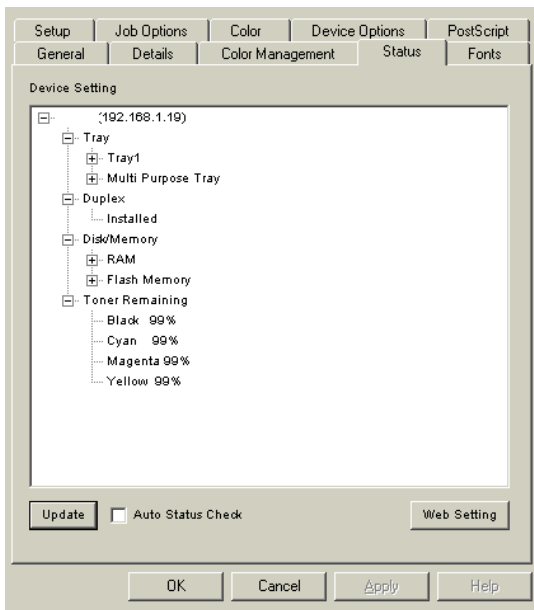 Setup Job Options Color Device Options PostScript
General Details Color Management Status Fonts
Device Setting
(192.168.1.19)
Tray
Tray1
Multi Purpose Tray
Duplex
Installed
Disk/Memory
RAM
Flash Memory
Toner Remaining
Black 99%
Cyan 99%
Magenta 99%
Yellow 99%
Update Auto Status Check Web Setting
OK Cancel Apply Help